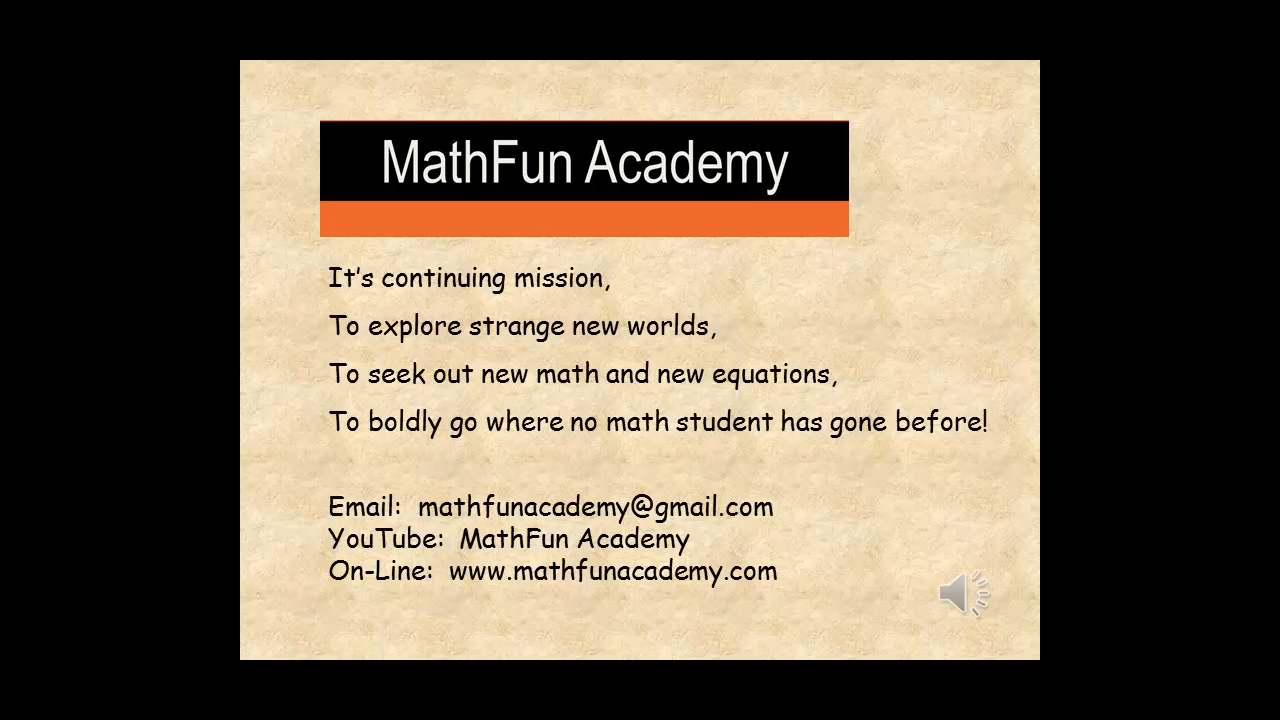 MathFun Academy
It's continuing mission,
To explore strange new worlds,
To seek out new math and new equations,
To boldly go where no math student has gone before!
Email:  mathfunacademy@gmail.com
YouTube:  MathFun Academy
On-Line:  www.mathfunacademy.com